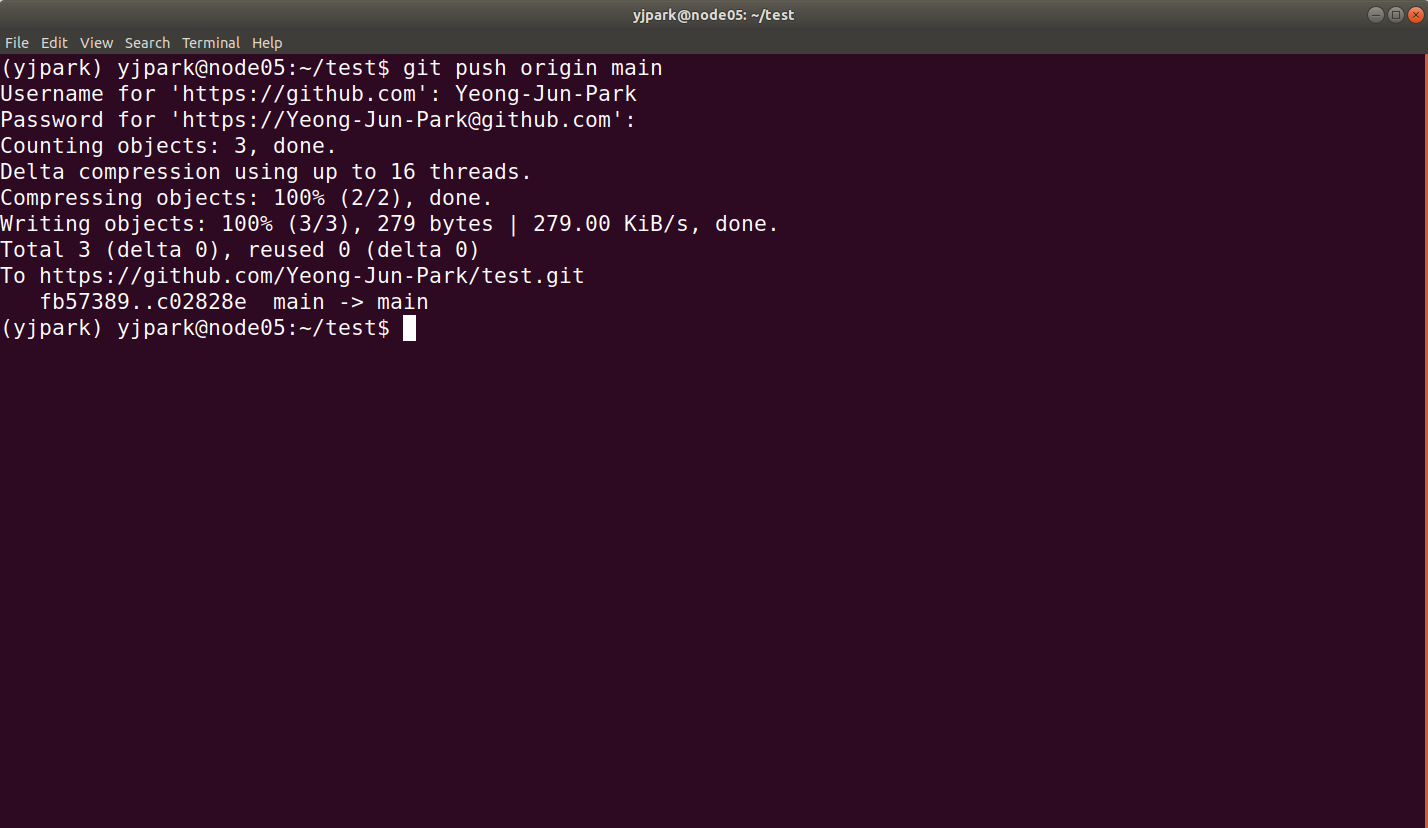 yjpark@node05: ~/test
File Edit View Search Terminal Help
(yjpark) yjpark@node05:~/test$ git push origin main
Username for 'https://github.com': Yeong-Jun-Park
Password for 'https://Yeong-Jun-Park@github.com':
Counting objects: 3, done.
Delta compression using up to 16 threads.
Compressing objects: 100% (2/2), done.
Writing objects: 100% (3/3), 279 bytes | 279.00 KiB/s, done.
Total 3 (delta 0), reused 0 (delta 0)
To https://github.com/Yeong-Jun-Park/test.git
   fb57389..c02828e  main -> main
(yjpark) yjpark@node05:~/test$